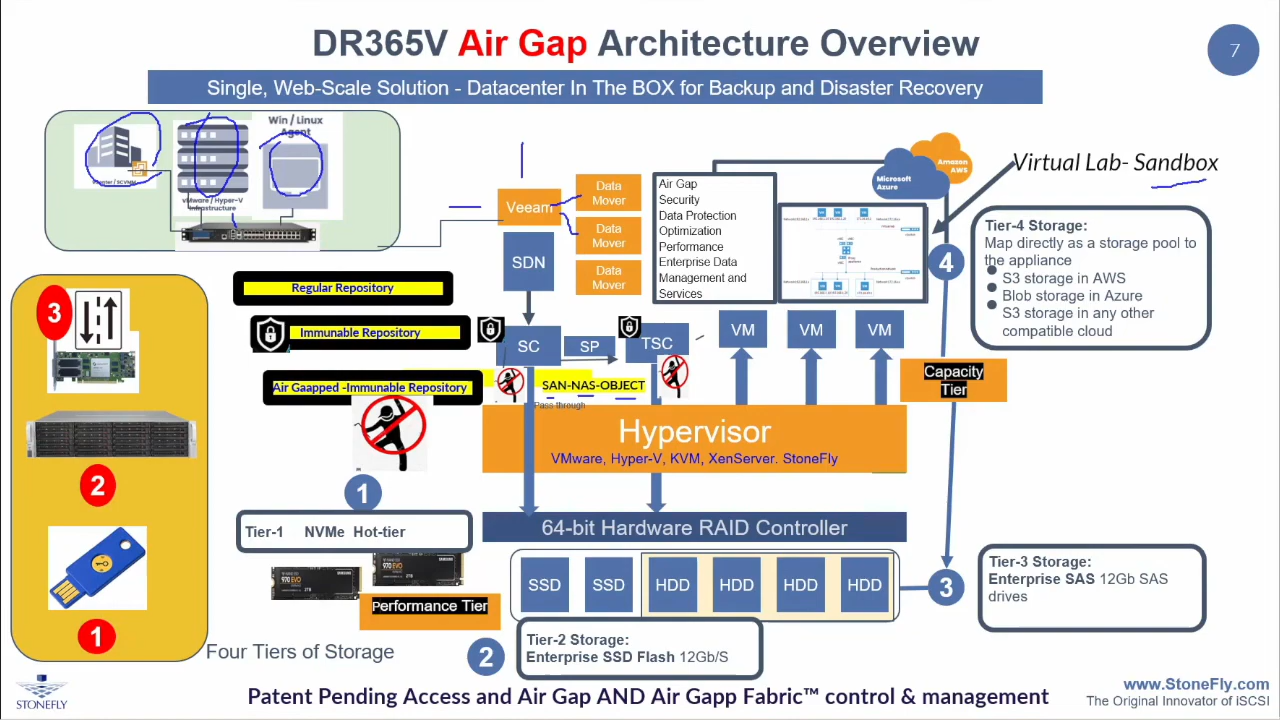 DR365V Air Gap Architecture Overview
7
Single, Web-Scale Solution - Datacenter In The BOX for Backup and Disaster Recovery
Win / Linux
Agent
vMware / Hyper-V
Infrastructure
Veeam
Data
Mover
Data
Mover
Data
Mover
SDN
Air Gap
Security
Data Protection
Optimization
Performance
Enterprise Data
Management and
Services
Microsoft
Azure
Amazon
AWS
Virtual Lab- Sandbox
Tier-4 Storage:
Map directly as a storage pool to
the appliance
S3 storage in AWS
Blob storage in Azure
S3 storage in any other
compatible cloud
4
3
Regular Repository
Immunable Repository
Air Gaapped -Immunable Repository
SC
SP
TSC
VM
VM
VM
SAN-NAS-OBJECT
Pass through
Capacity
Tier
Hypervisor
VMware, Hyper-V, KVM, XenServer. StoneFly
2
1
64-bit Hardware RAID Controller
Tier-1 NVMe Hot-tier
970 EVO
970 EVO
Performance Tier
SSD
SSD
HDD
HDD
HDD
HDD
3
Tier-3 Storage:
Enterprise SAS 12Gb SAS
drives
1
Four Tiers of Storage
2
Tier-2 Storage:
Enterprise SSD Flash 12Gb/S
STONEFLY
Patent Pending Access and Air Gap AND Air Gapp Fabric™ control & management
www.StoneFly.com
The Original Innovator of iSCSI